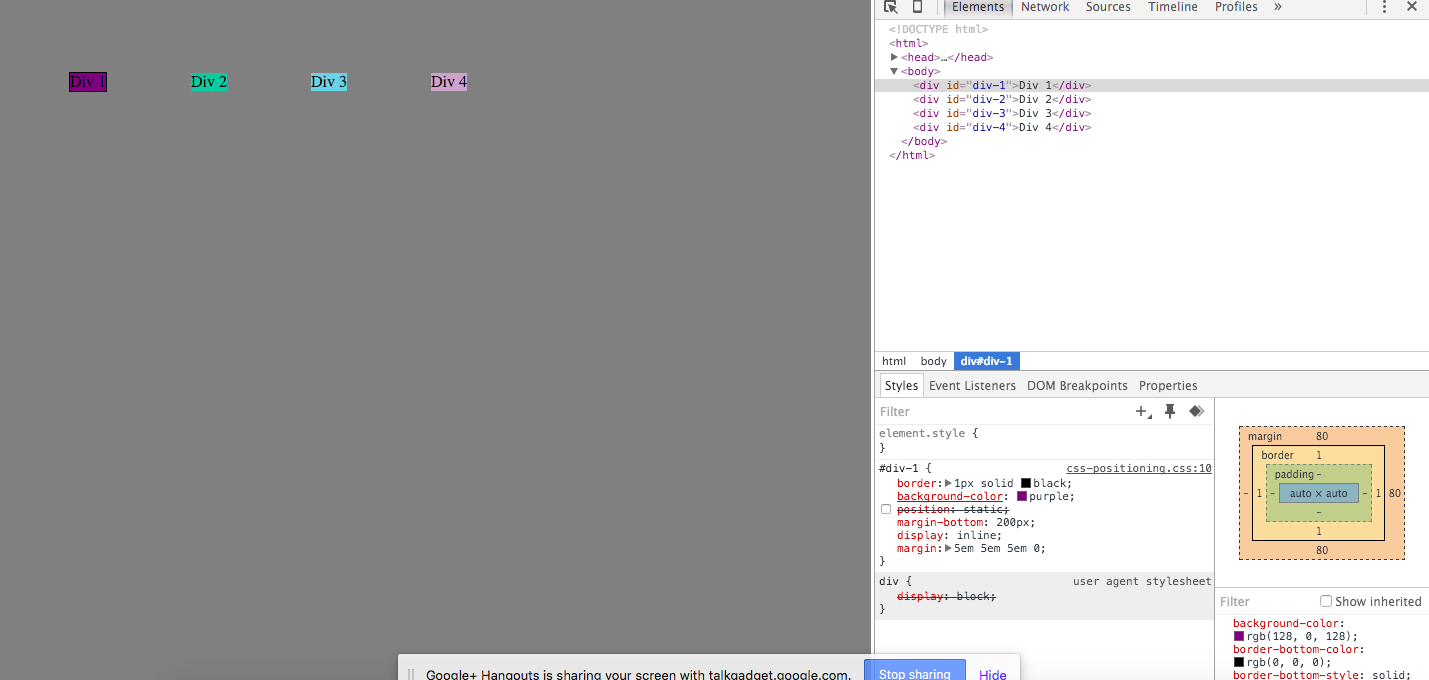 Div 1 Div 2 Div 3 Div 4
Elements Network Sources Timeline Profiles »
<!DOCTYPE html>
<html>
<head>…</head>
<body>
<div id="div-1">Div 1</div>
<div id="div-2">Div 2</div>
<div id="div-3">Div 3</div>
<div id="div-4">Div 4</div>
</body>
</html>
html body div#div-1
Styles Event Listeners DOM Breakpoints Properties
Filter
element.style {
}
#div-1 { css-positioning.css:10
border: 1px solid black;
background-color: purple;
position: static;
margin-bottom: 200px;
display: inline;
margin: 5em 5em 5em 0;
}
div { user agent stylesheet
display: block;
}
margin 80
border 1
padding -
- 1 - auto × auto - 1 80
-
1
80
Filter Show inherited
background-color:
rgb(128, 0, 128);
border-bottom-color:
rgb(0, 0, 0);
border-bottom-style: solid;
Google+ Hangouts is sharing your screen with talkgadget.google.com. Stop sharing Hide